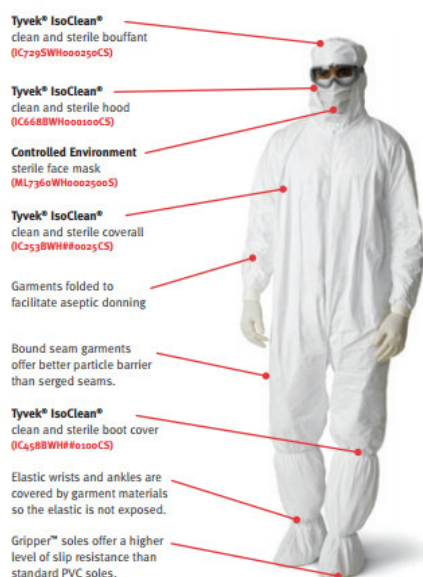 Tyvek® IsoClean®
clean and sterile bouffant
(IC729SWH000250CS)
Tyvek® IsoClean®
clean and sterile hood
(IC668BWH000100CS)
Controlled Environment
sterile face mask
(ML7360WH0002500S)
Tyvek® IsoClean®
clean and sterile coverall
(IC253BWH##0025CS)
Garments folded to
facilitate aseptic donning
Bound seam garments
offer better particle barrier
than serged seams.
Tyvek® IsoClean®
clean and sterile boot cover
(IC458BWH##0100CS)
Elastic wrists and ankles are
covered by garment materials
so the elastic is not exposed.
Gripper™ soles offer a higher
level of slip resistance than
standard PVC soles.